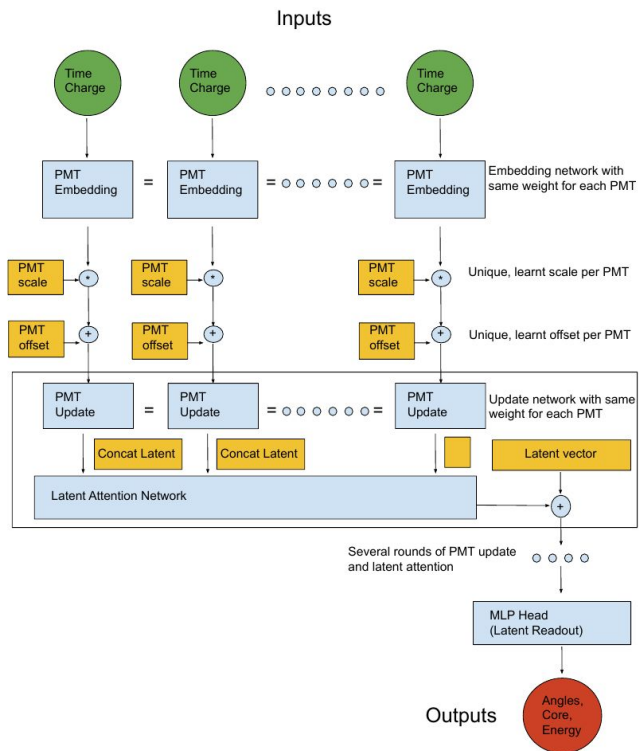 Inputs
Time
Charge
Time
Charge
Time
Charge
PMT
Embedding
=
PMT
Embedding
=
=
PMT
Embedding
Embedding network with
same weight for each PMT
PMT
scale
*
PMT
scale
*
PMT
scale
*
Unique, learnt scale per PMT
PMT
offset
+
PMT
offset
+
PMT
offset
+
Unique, learnt offset per PMT
PMT
Update
=
PMT
Update
=
=
PMT
Update
Update network with same
weight for each PMT
Concat Latent
Concat Latent
Latent vector
Latent Attention Network
+
Several rounds of PMT update
and latent attention
MLP Head
(Latent Readout)
Outputs
Angles,
Core,
Energy